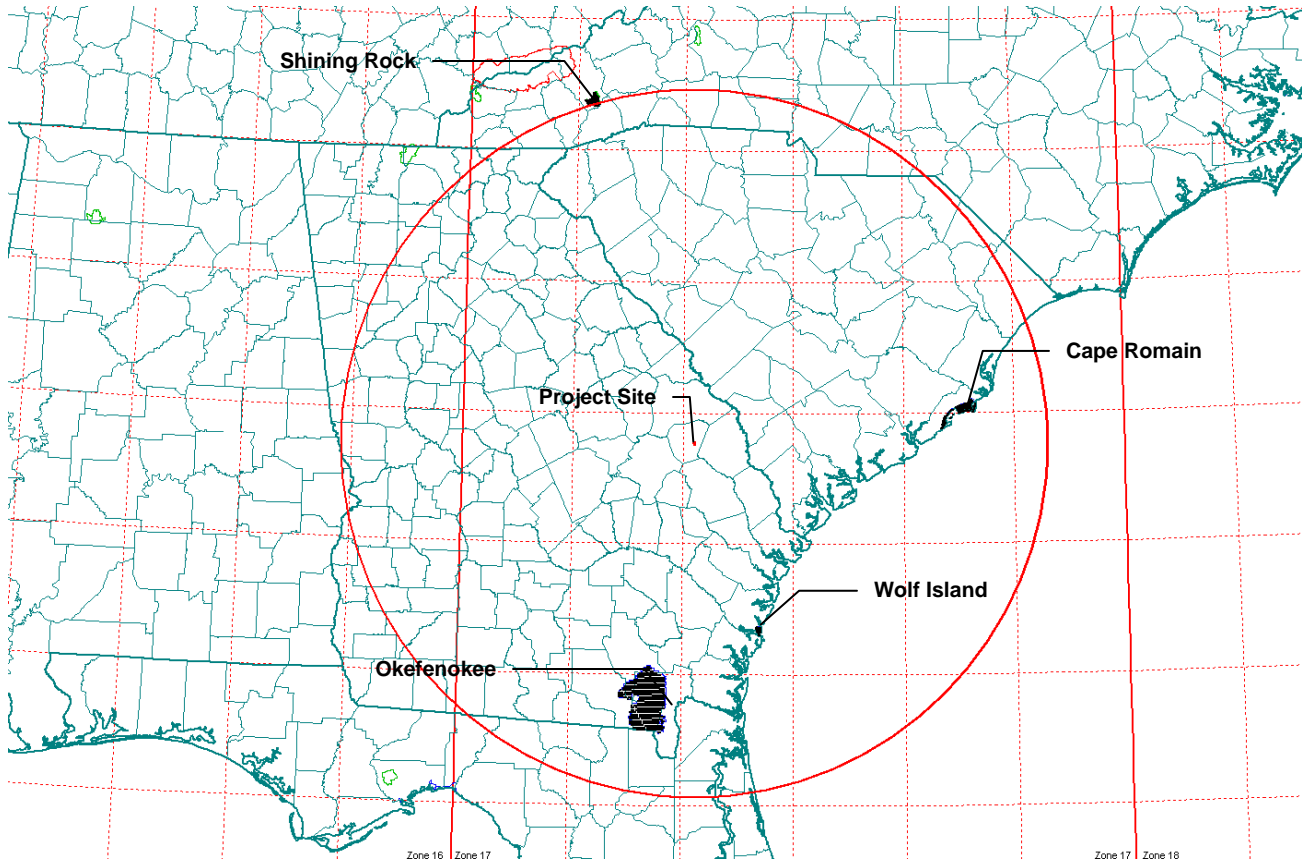 Shining Rock
Cape Romain
Project Site
Wolf Island
Okefenokee
Zone 16 Zone 17
Zone 17 Zone 18